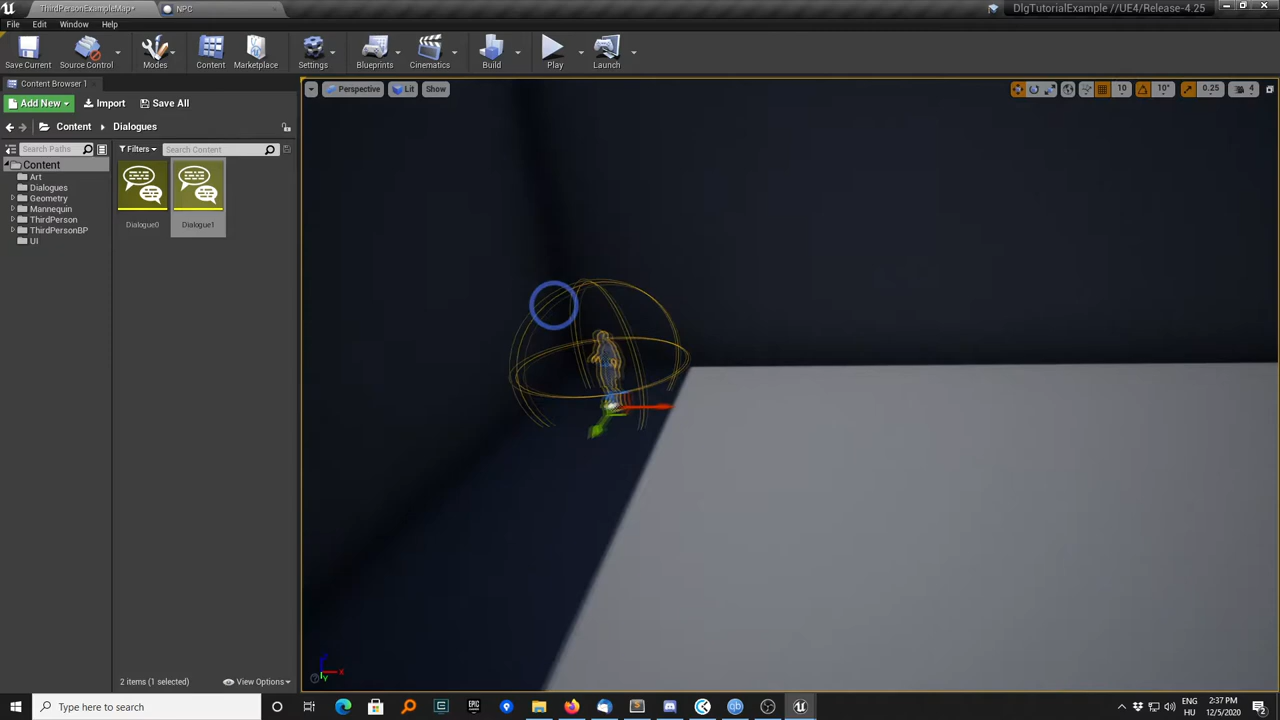 ThirdPersonExampleMap*
NPC
DlgTutorialExample //UE4/Release-4.25
File Edit Window Help
Save Current
Source Control
Modes
Content
Marketplace
Settings
Blueprints
Cinematics
Build
Play
Launch
Content Browser 1
Add New
Import
Save All
Content
Dialogues
Search Paths
Filters
Search Content
Content
Art
Dialogues
Geometry
Mannequin
ThirdPerson
ThirdPersonBP
UI
Dialogue0
Dialogue1
Perspective
Lit
Show
10
10°
0.25
4
2 items (1 selected)
View Options
X
Y
Type here to search
ENG
HU
2:37 PM
12/5/2020